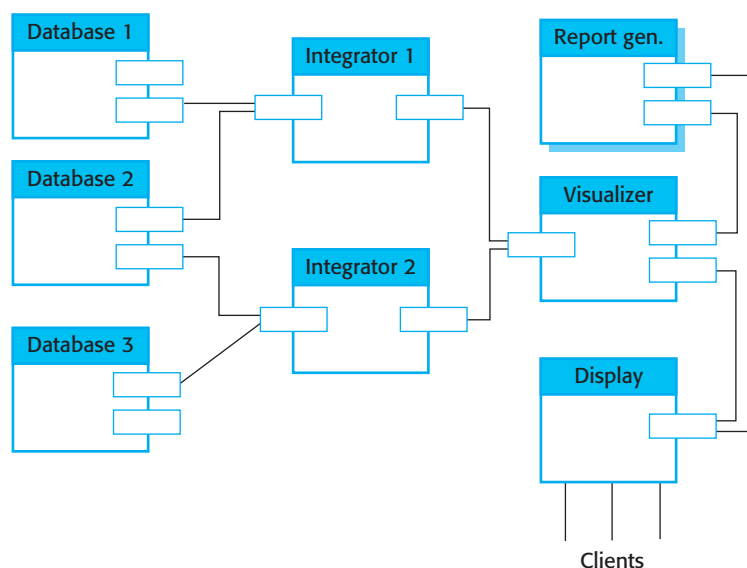 Database 1
Integrator 1
Report gen.
Database 2
Visualizer
Integrator 2
Database 3
Display
Clients